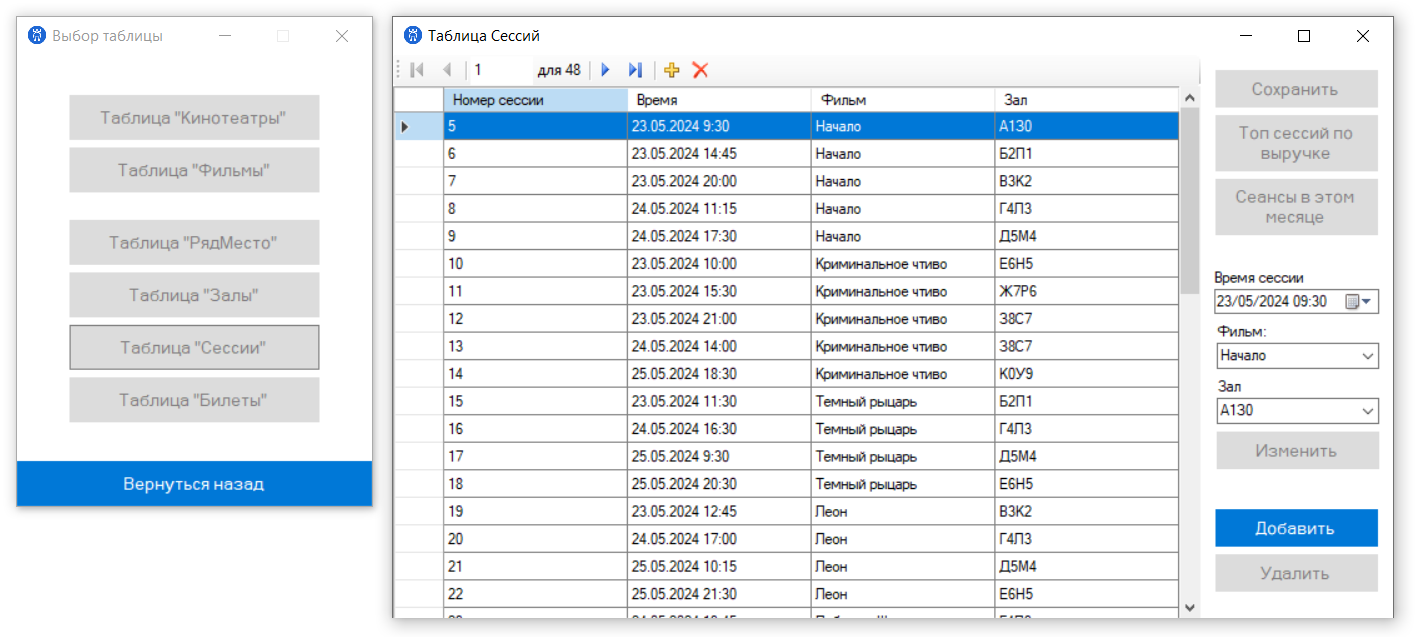 Выбор таблицы
Таблица "Кинотеатры"
Таблица "Фильмы"
Таблица "РядМесто"
Таблица "Залы"
Таблица "Сессии"
Таблица "Билеты"
Вернуться назад
Таблица Сессий
1 для 48
Номер сессии Время Фильм Зал
5 23.05.2024 9:30 Начало А130
6 23.05.2024 14:45 Начало Б2П1
7 23.05.2024 20:00 Начало В3К2
8 24.05.2024 11:15 Начало Г4Л3
9 24.05.2024 17:30 Начало Д5М4
10 23.05.2024 10:00 Криминальное чтиво Е6Н5
11 23.05.2024 15:30 Криминальное чтиво Ж7Р6
12 23.05.2024 21:00 Криминальное чтиво З8С7
13 24.05.2024 14:00 Криминальное чтиво З8С7
14 25.05.2024 18:30 Криминальное чтиво К0У9
15 23.05.2024 11:30 Темный рыцарь Б2П1
16 24.05.2024 16:30 Темный рыцарь Г4Л3
17 25.05.2024 9:30 Темный рыцарь Д5М4
18 25.05.2024 20:30 Темный рыцарь Е6Н5
19 23.05.2024 12:45 Леон В3К2
20 24.05.2024 17:00 Леон Г4Л3
21 25.05.2024 10:15 Леон Д5М4
22 25.05.2024 21:30 Леон Е6Н5
Сохранить
Топ сессий по
выручке
Сеансы в этом
месяце
Время сессии
23/05/2024 09:30
Фильм:
Начало
Зал
А130
Изменить
Добавить
Удалить